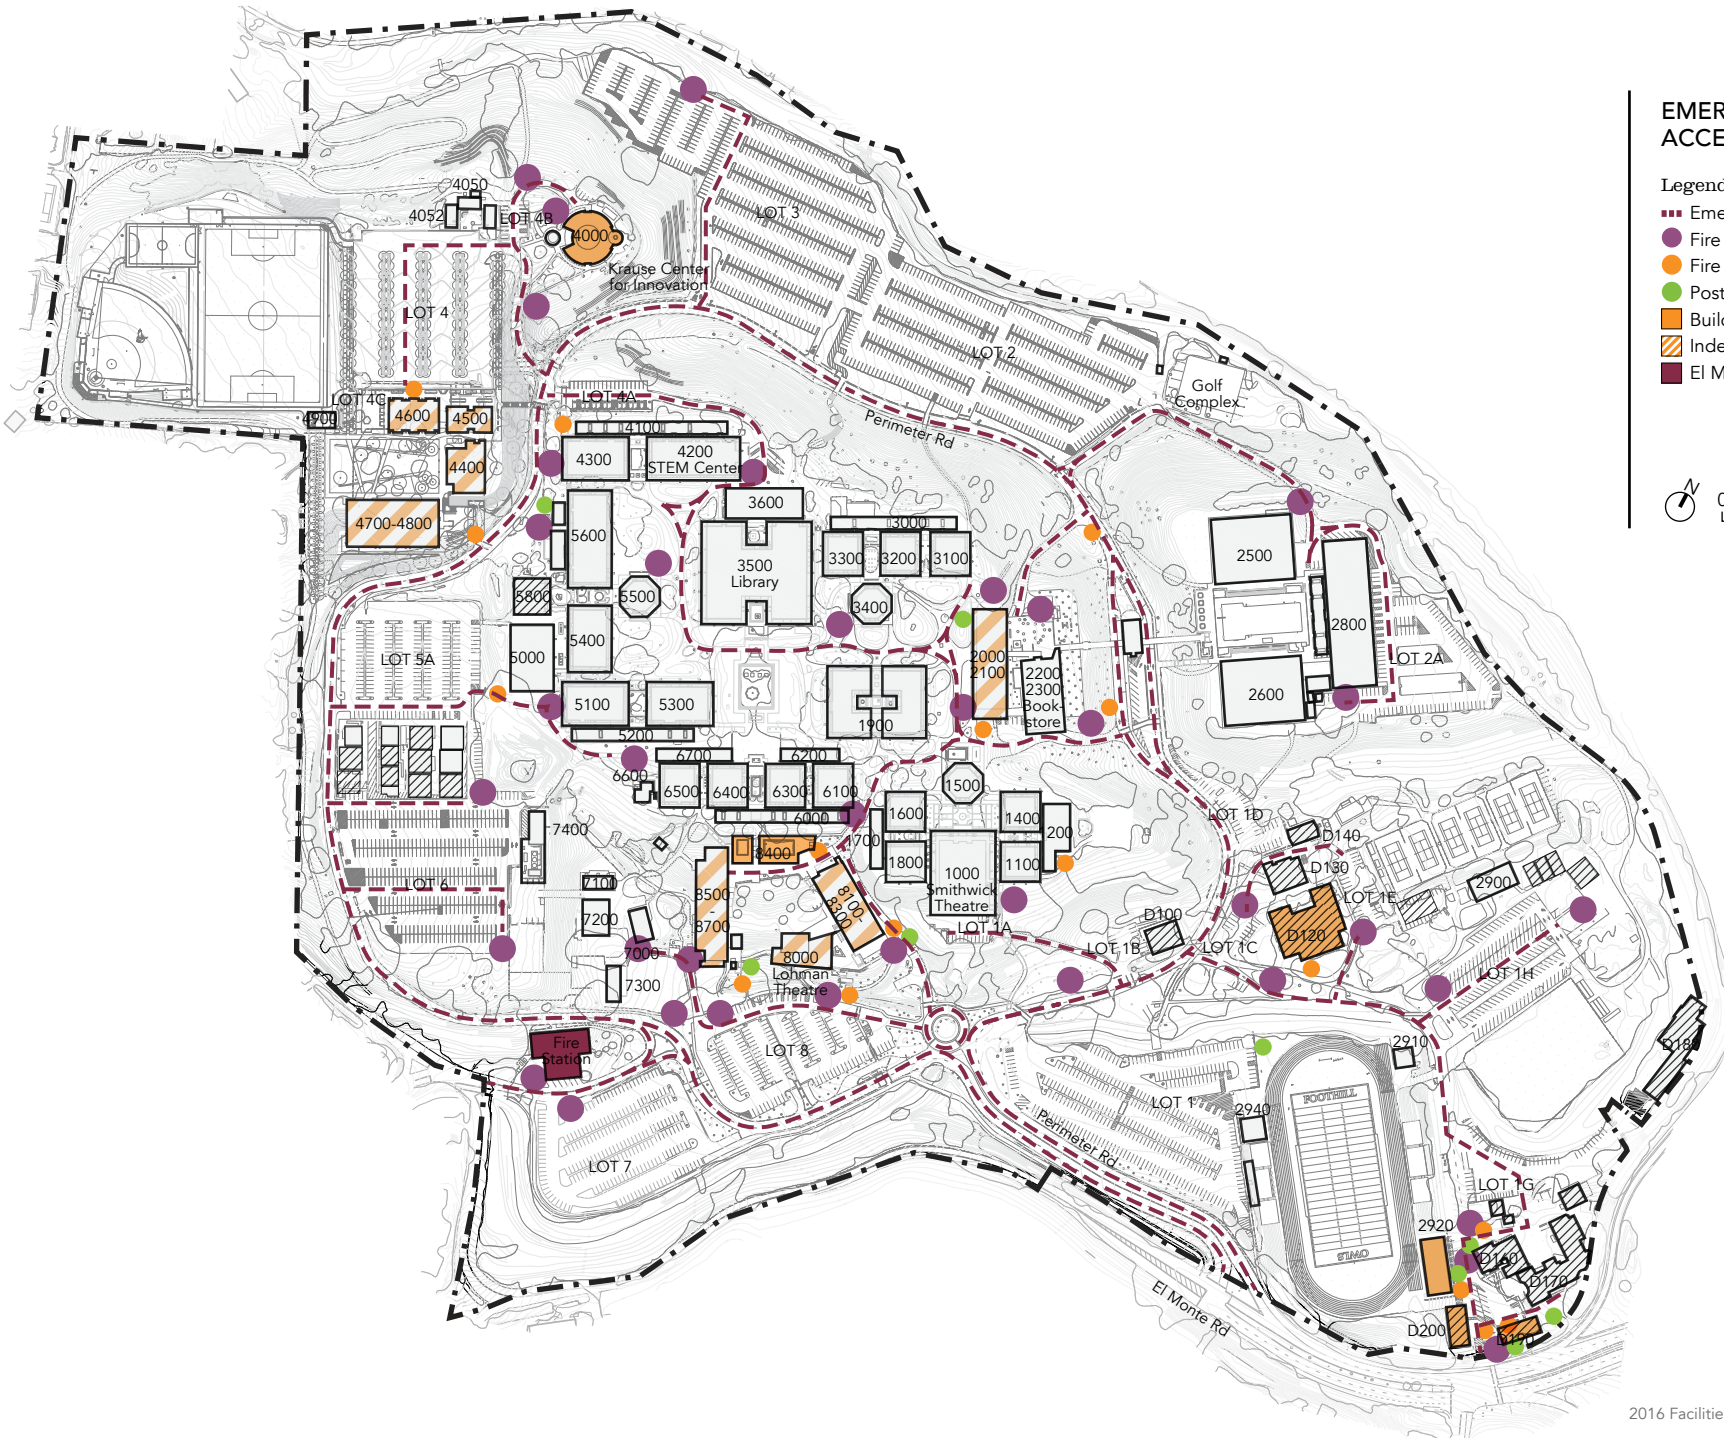 EMER
ACCE
Legend
Eme
Fire
Fire
Post
Build
Inde
El M
N
0
L
4050
4052
LOT 4B
4000
Krause Center
for Innovation
LOT 3
LOT 4
LOT 2
Golf
Complex
LOT 4C
LOT 4A
4900
4600
4500
4100
Perimeter Rd
4300
4200
STEM Center
4400
3600
4700-4800
3000
5600
3500
Library
3300
3200
3100
2500
5800
5500
3400
2800
5400
5000
LOT 5A
2000
2100
2200
2300
Book-
store
LOT 2A
2600
5100
5300
1900
5200
6700
6200
6600
6500
6400
6300
6100
1500
6000
1600
1400
LOT 1D
7400
1700
1200
D140
8400
1800
1100
D130
1000
Smithwick
Theatre
7100
8500
-
8700
8100-
8300
2900
LOT 6
LOT 1E
7200
D100
LOT 1A
D120
7000
8000
LOT 1B
LOT 1C
Lohman
Theatre
LOT 1H
7300
Fire
Station
LOT 8
2910
D180
FOOTHILL
LOT 1
2940
Perimeter Rd
LOT 7
LOT 1G
2920
OWLS
D160
D170
El Monte Rd
D200
D190
2016 Facilitie